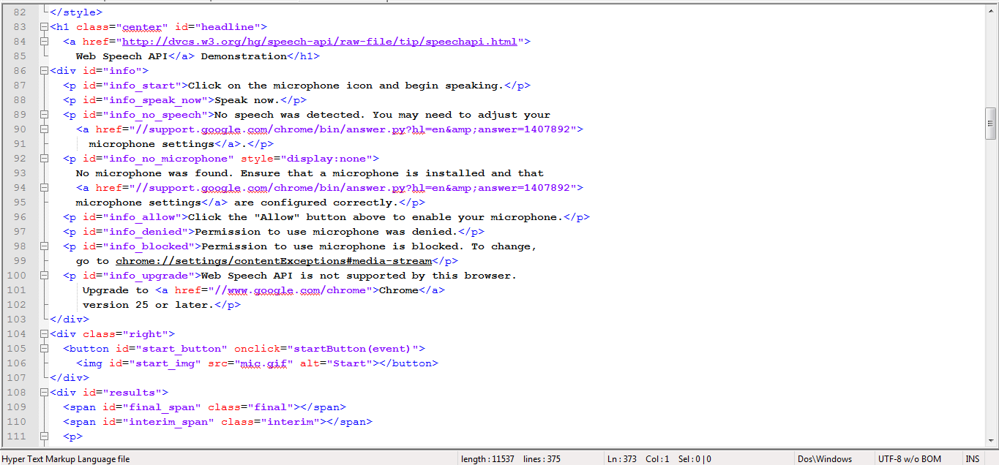 82 </style>
83 <h1 class="center" id="headline">
84 <a href="http://dvcs.w3.org/hg/speech-api/raw-file/tip/speechapi.html">
85 Web Speech API</a> Demonstration</h1>
86 <div id="info">
87 <p id="info_start">Click on the microphone icon and begin speaking.</p>
88 <p id="info_speak_now">Speak now.</p>
89 <p id="info_no_speech">No speech was detected. You may need to adjust your
90 <a href="//support.google.com/chrome/bin/answer.py?hl=en&amp;answer=1407892">
91 microphone settings</a>.</p>
92 <p id="info_no_microphone" style="display:none">
93 No microphone was found. Ensure that a microphone is installed and that
94 <a href="//support.google.com/chrome/bin/answer.py?hl=en&amp;answer=1407892">
95 microphone settings</a> are configured correctly.</p>
96 <p id="info_allow">Click the "Allow" button above to enable your microphone.</p>
97 <p id="info_denied">Permission to use microphone was denied.</p>
98 <p id="info_blocked">Permission to use microphone is blocked. To change,
99 go to chrome://settings/contentExceptions#media-stream</p>
100 <p id="info_upgrade">Web Speech API is not supported by this browser.
101 Upgrade to <a href="//www.google.com/chrome">Chrome</a>
102 version 25 or later.</p>
103 </div>
104 <div class="right">
105 <button id="start_button" onclick="startButton(event)">
106 <img id="start_img" src="mic.gif" alt="Start"></button>
107 </div>
108 <div id="results">
109 <span id="final_span" class="final"></span>
110 <span id="interim_span" class="interim"></span>
111 <p>
Hyper Text Markup Language file length : 11537 lines : 375 Ln : 373 Col : 1 Sel : 0 | 0 Dos\Windows UTF-8 w/o BOM INS